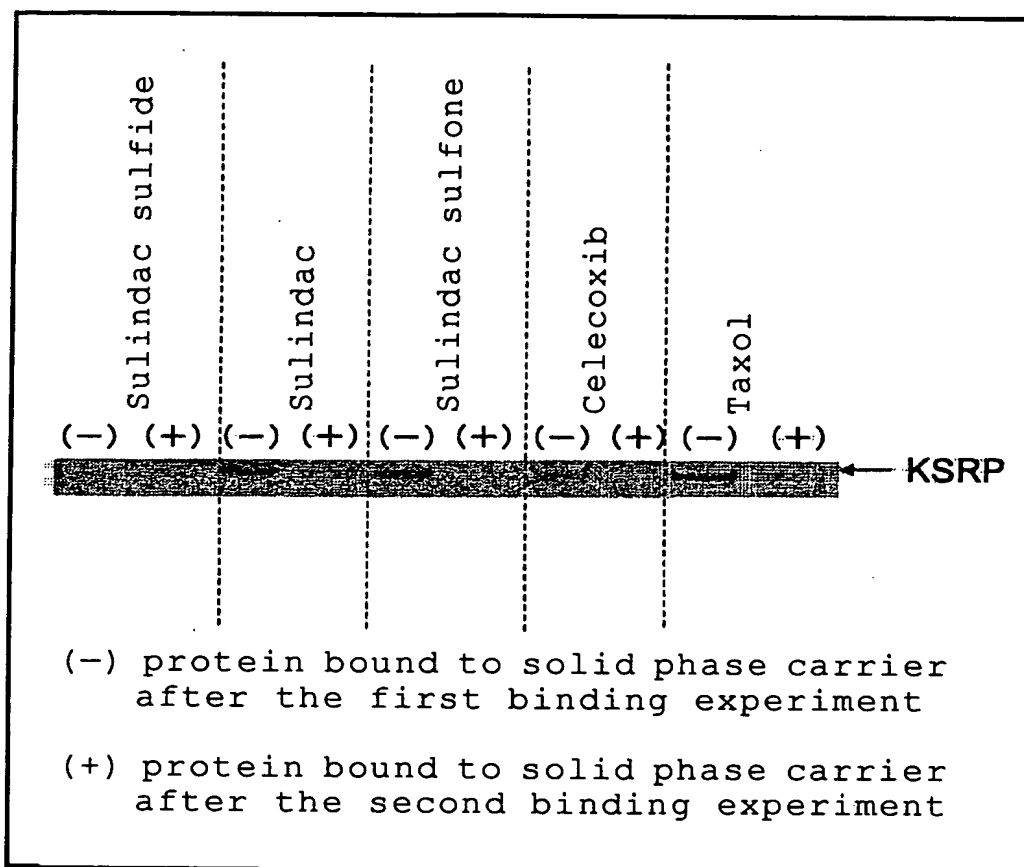 Sulindac sulfide
Sulindac
Sulindac sulfone
Celecoxib
Taxol
(−) (+) (−) (+) (−) (+) (−) (+) (−) (+)
KSRP
(−) protein bound to solid phase carrier
after the first binding experiment
(+) protein bound to solid phase carrier
after the second binding experiment